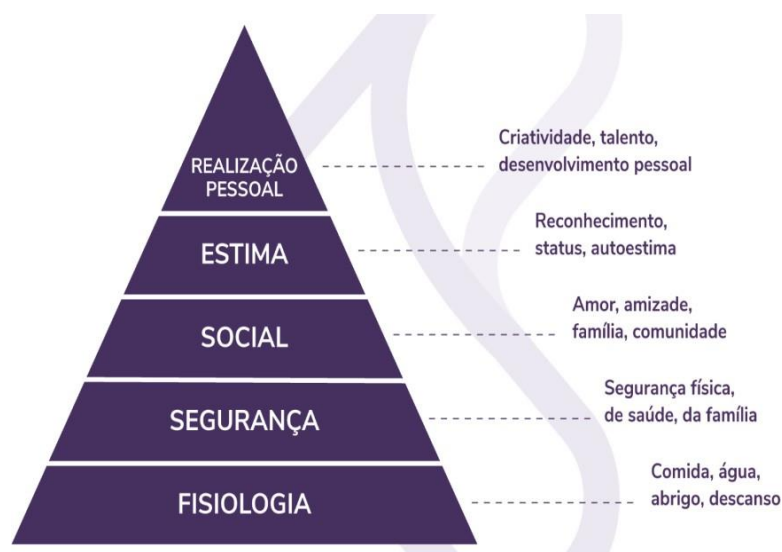 REALIZAÇÃO
PESSOAL
Criatividade, talento,
desenvolvimento pessoal
ESTIMA
Reconhecimento,
status, autoestima
SOCIAL
Amor, amizade,
família, comunidade
SEGURANÇA
Segurança física,
de saúde, da família
FISIOLOGIA
Comida, água,
abrigo, descanso